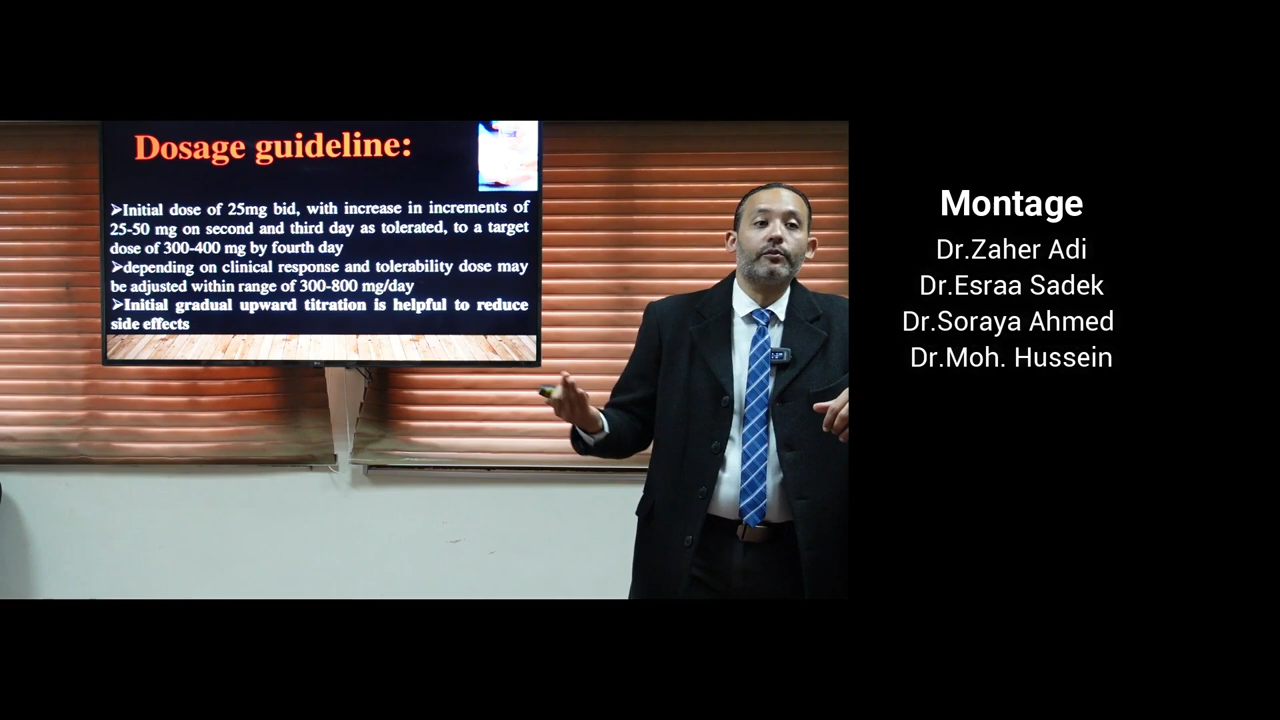 Dosage guideline:
➢Initial dose of 25mg bid, with increase in increments of
25-50 mg on second and third day as tolerated, to a target
dose of 300-400 mg by fourth day
➢depending on clinical response and tolerability dose may
be adjusted within range of 300-800 mg/day
➢Initial gradual upward titration is helpful to reduce
side effects
Montage
Dr.Zaher Adi
Dr.Esraa Sadek
Dr.Soraya Ahmed
Dr.Moh. Hussein